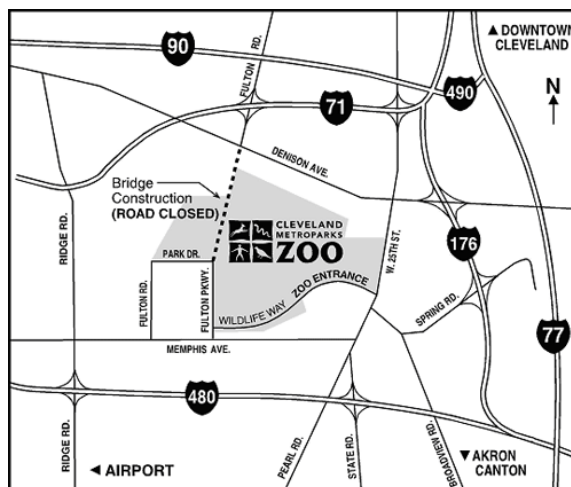 90
FULTON RD.
▲ DOWNTOWN
CLEVELAND
490
71
N
DENISON AVE.
Bridge
Construction
(ROAD CLOSED)
CLEVELAND
METROPARKS
ZOO
RIDGE RD.
W. 25TH ST.
176
PARK DR.
ZOO ENTRANCE
FULTON RD.
FULTON PKWY.
WILDLIFE WAY
SPRING RD.
77
MEMPHIS AVE.
480
RIDGE RD.
◄ AIRPORT
PEARL RD.
STATE RD.
BROADVIEW RD.
▼ AKRON
CANTON